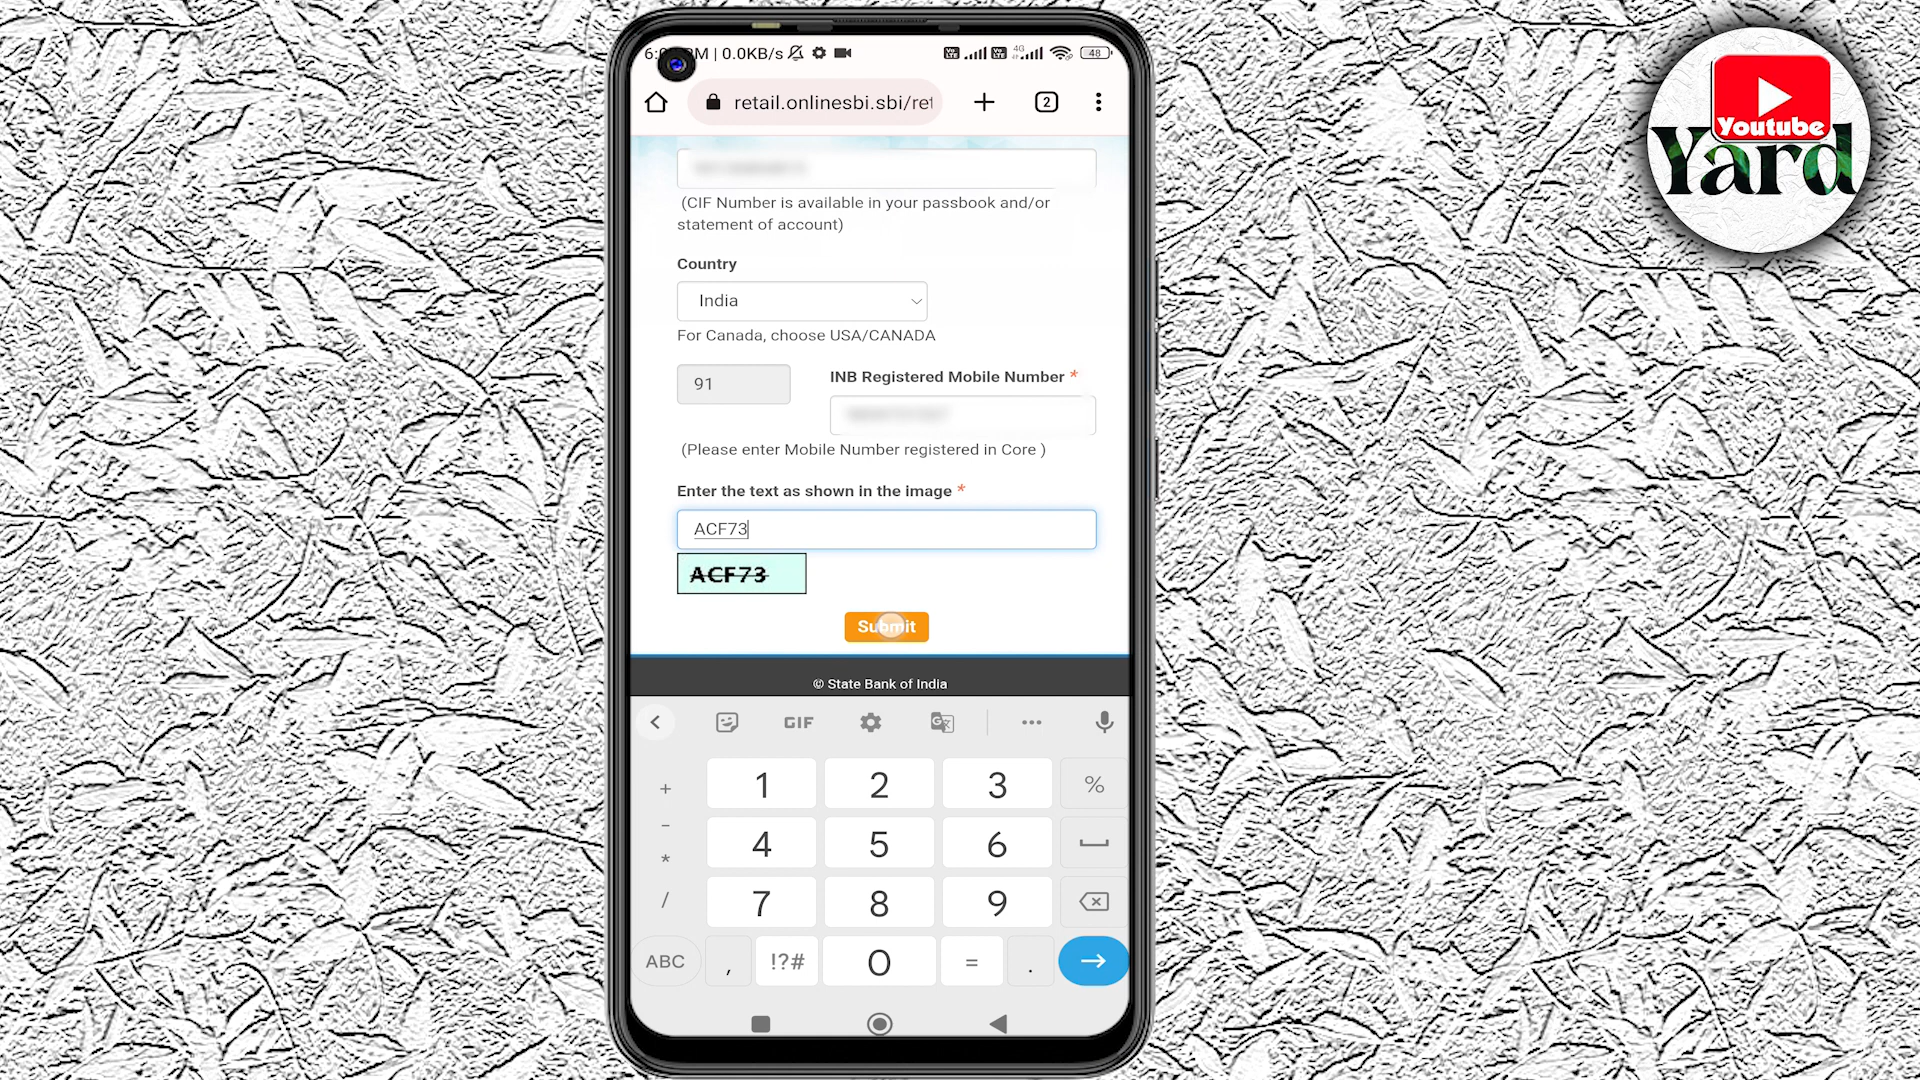 PM | 0.0KB/s
4G
48
retail.onlinesbi.sbi/ret
2
Youtube
Yard
(CIF Number is available in your passbook and/or
statement of account)
Country
India
For Canada, choose USA/CANADA
91
INB Registered Mobile Number *
(Please enter Mobile Number registered in Core )
Enter the text as shown in the image *
ACF73
ACF73
Submit
© State Bank of India
GIF
+ 1 2 3 %
- 4 5 6
*
/ 7 8 9
ABC , !?# 0 = .